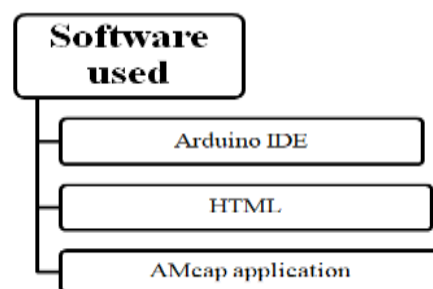 Software
used
Arduino IDE
HTML
AMcap application